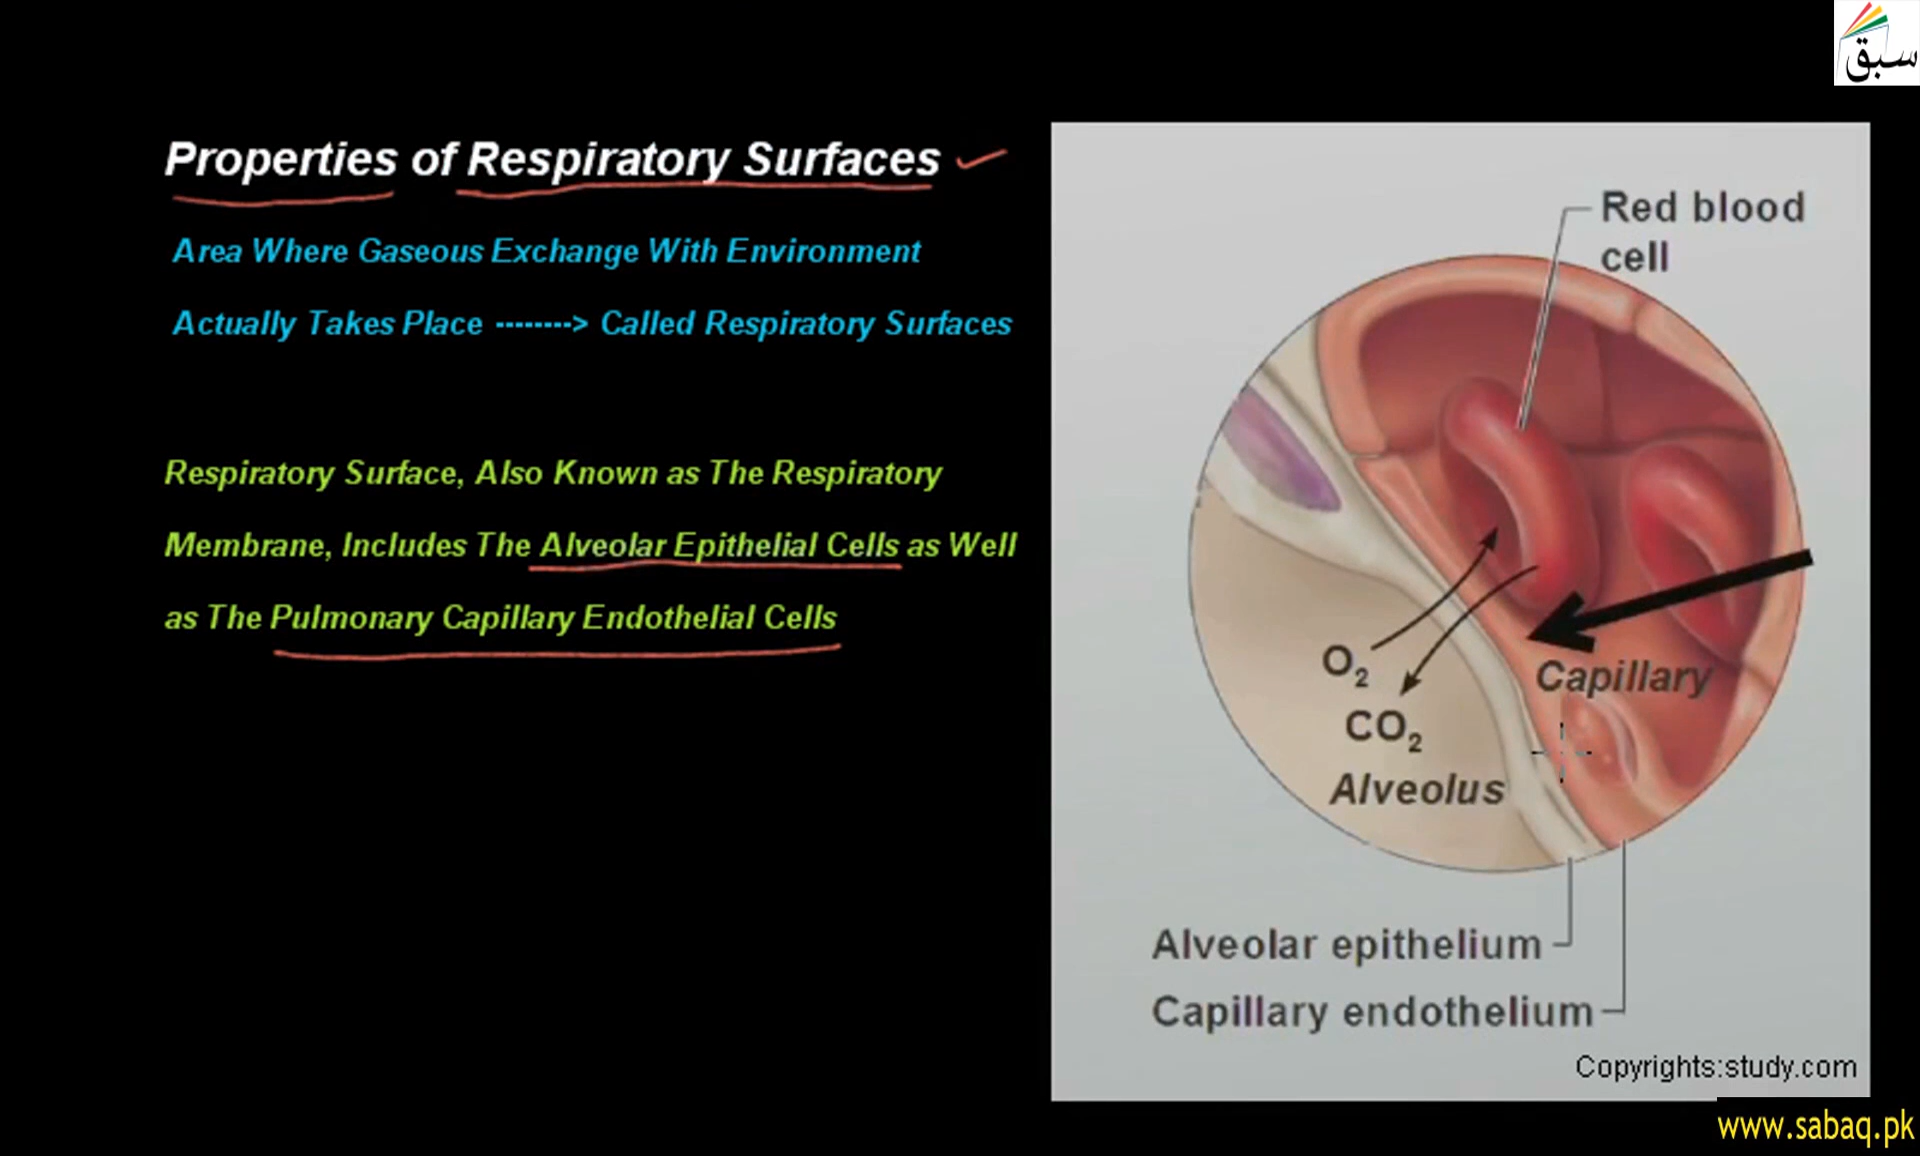 سبق
Properties of Respiratory Surfaces
Area Where Gaseous Exchange With Environment
Actually Takes Place --------> Called Respiratory Surfaces
Respiratory Surface, Also Known as The Respiratory
Membrane, Includes The Alveolar Epithelial Cells as Well
as The Pulmonary Capillary Endothelial Cells
Red blood
cell
O₂
CO₂
Alveolus
Capillary
Alveolar epithelium
Capillary endothelium
Copyrights:study.com
www.sabaq.pk